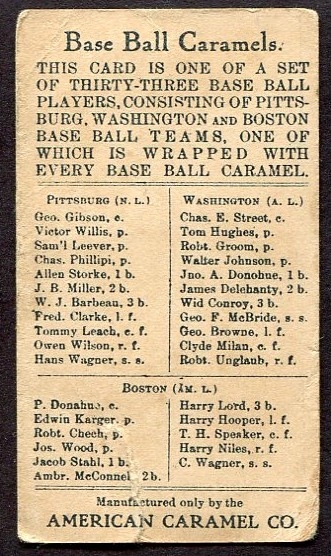 Base Ball Caramels.
THIS CARD IS ONE OF A SET
OF THIRTY-THREE BASE BALL
PLAYERS, CONSISTING OF PITTS-
BURG, WASHINGTON AND BOSTON
BASE BALL TEAMS, ONE OF
WHICH IS WRAPPED WITH
EVERY BASE BALL CARAMEL.
PITTSBURG (N. L.)
Geo. Gibson, c.
Victor Willis, p.
Sam'l Leever, p.
Chas. Phillipi, p.
Allen Storke, 1 b.
J. B. Miller, 2 b.
W. J. Barbeau, 3 b.
Fred. Clarke, l. f.
Tommy Leach, c. f.
Owen Wilson, r. f.
Hans Wagner, s. s.
WASHINGTON (A. L.)
Chas. E. Street, c.
Tom Hughes, p.
Robt. Groom, p.
Walter Johnson, p.
Jno. A. Donohue, 1 b.
James Delehanty, 2 b.
Wid Conroy, 3 b.
Geo. F. McBride, s. s.
Geo. Browne, l. f.
Clyde Milan, c. f.
Robt. Unglaub, r. f.
BOSTON (AM. L.)
P. Donahue, c.
Edwin Karger, p.
Robt. Chech, p.
Jos. Wood, p.
Jacob Stahl, 1 b.
Ambr. McConnel, 2 b.
Harry Lord, 3 b.
Harry Hooper, l. f.
T. H. Speaker, c. f.
Harry Niles, r. f.
C. Wagner, s. s.
Manufactured only by the
AMERICAN CARAMEL CO.